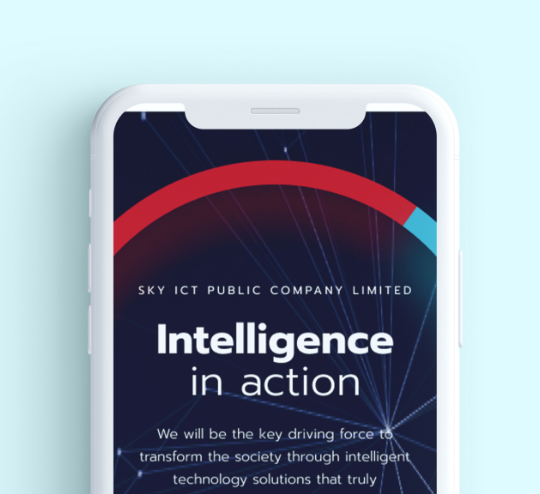 SKY ICT PUBLIC COMPANY LIMITED
Intelligence
in action
We will be the key driving force to
transform the society through intelligent
technology solutions that truly